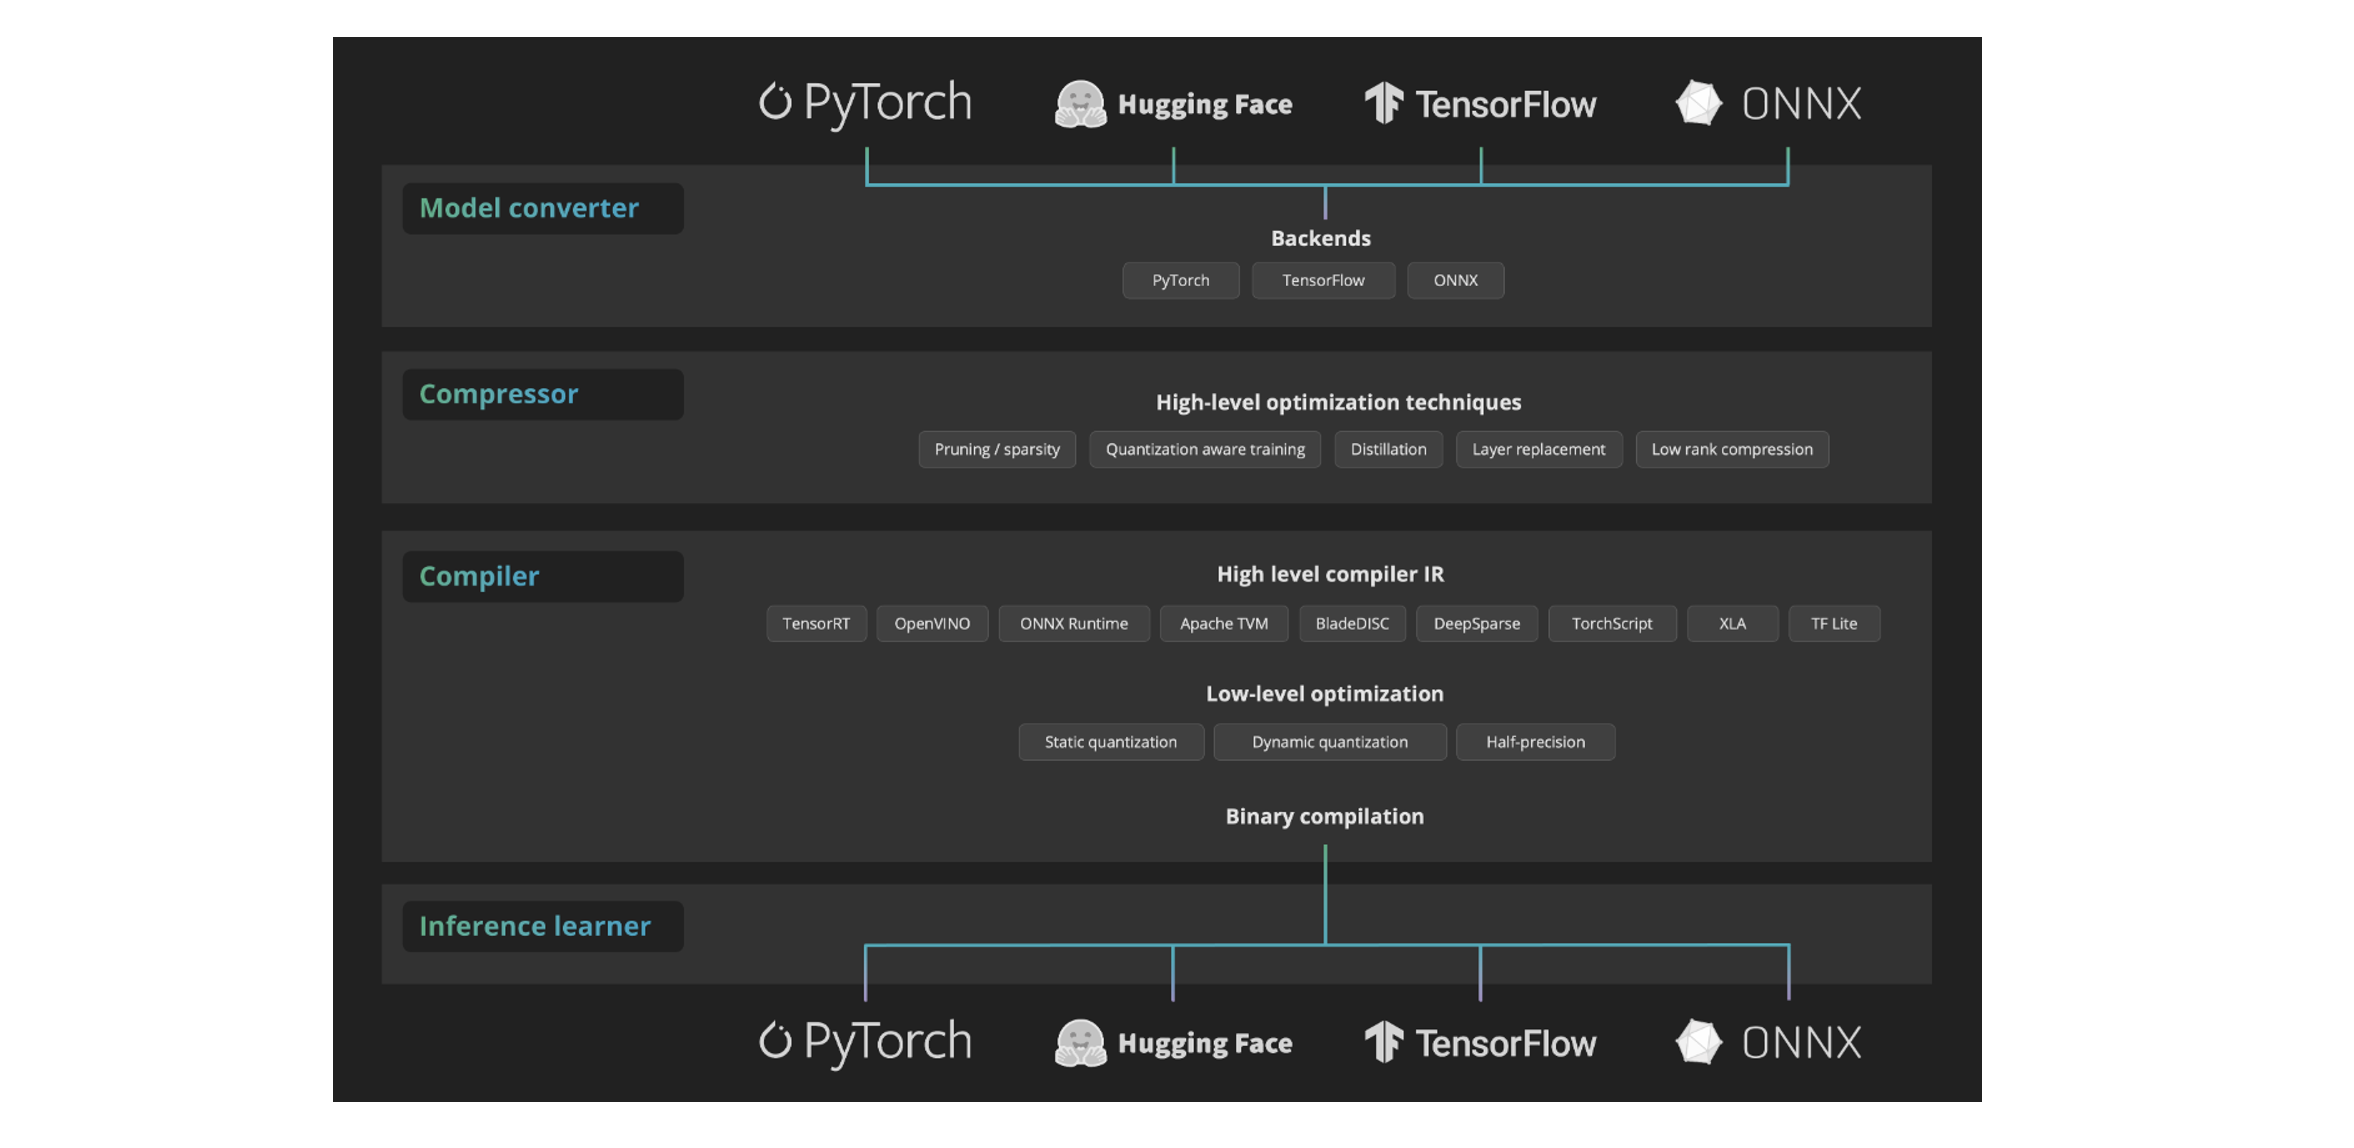 PyTorch Hugging Face TensorFlow ONNX
Model converter
Backends
PyTorch TensorFlow ONNX
Compressor
High-level optimization techniques
Pruning / sparsity Quantization aware training Distillation Layer replacement Low rank compression
Compiler
High level compiler IR
TensorRT OpenVINO ONNX Runtime Apache TVM BladeDISC DeepSparse TorchScript XLA TF Lite
Low-level optimization
Static quantization Dynamic quantization Half-precision
Binary compilation
Inference learner
PyTorch Hugging Face TensorFlow ONNX